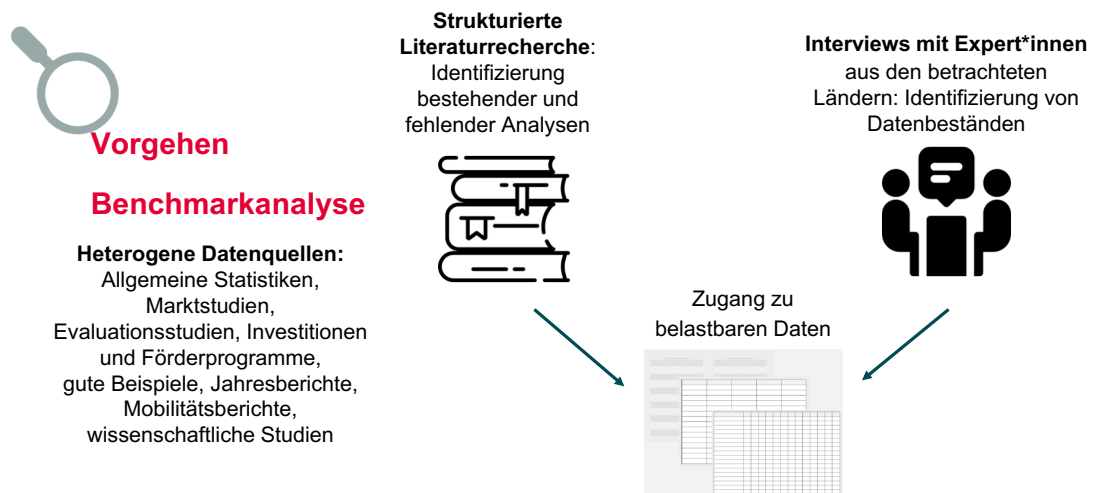 Vorgehen
Benchmarkanalyse
Heterogene Datenquellen:
Allgemeine Statistiken,
Marktstudien,
Evaluationsstudien, Investitionen
und Förderprogramme,
gute Beispiele, Jahresberichte,
Mobilitätsberichte,
wissenschaftliche Studien
Strukturierte
Literaturrecherche:
Identifizierung
bestehender und
fehlender Analysen
Interviews mit Expert*innen
aus den betrachteten
Ländern: Identifizierung von
Datenbeständen
Zugang zu
belastbaren Daten